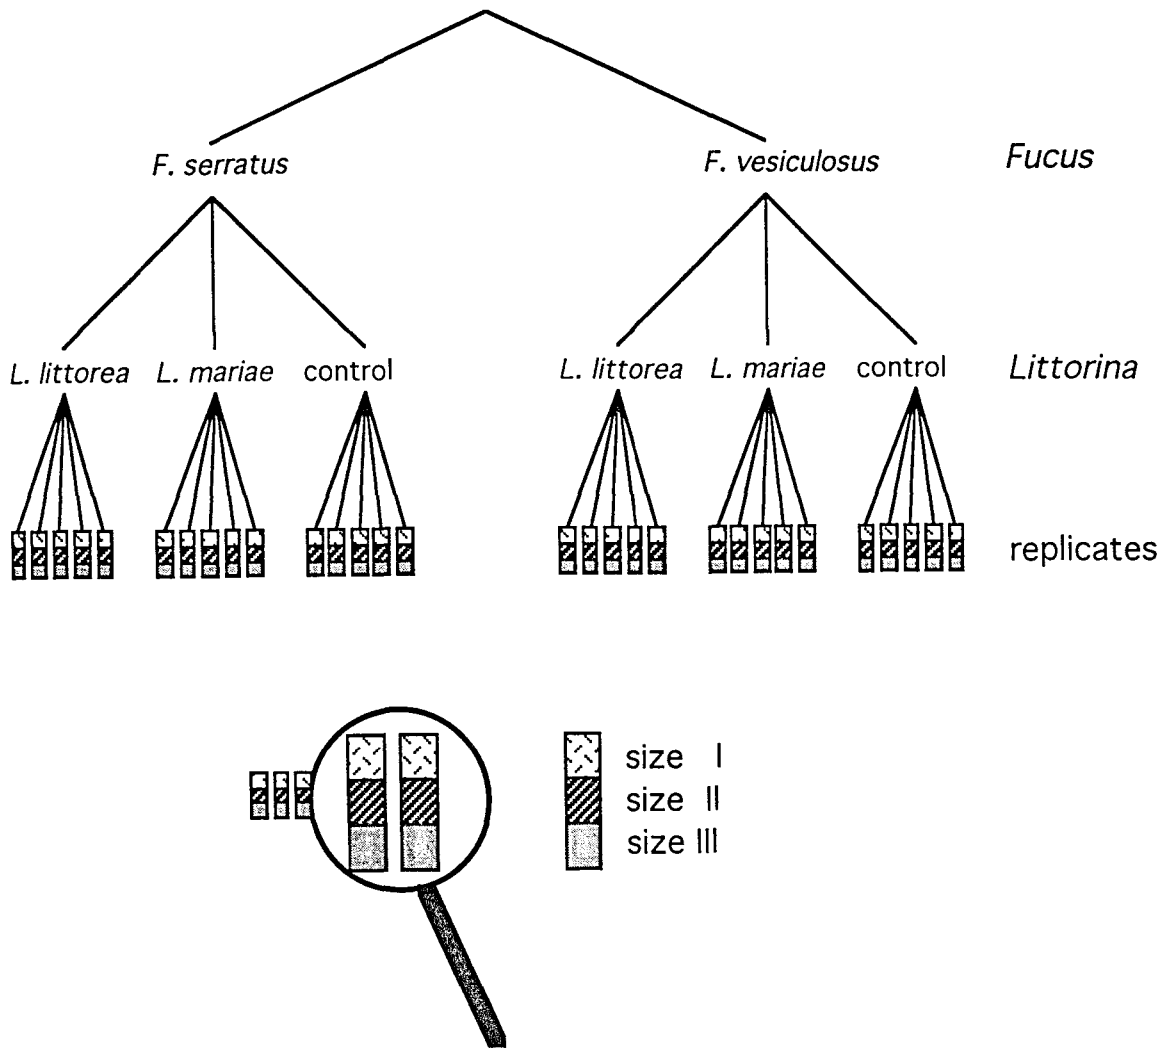 F. serratus F. vesiculosus Fucus
L. littorea L. mariae control L. littorea L. mariae control Littorina
replicates
size I
size II
size III